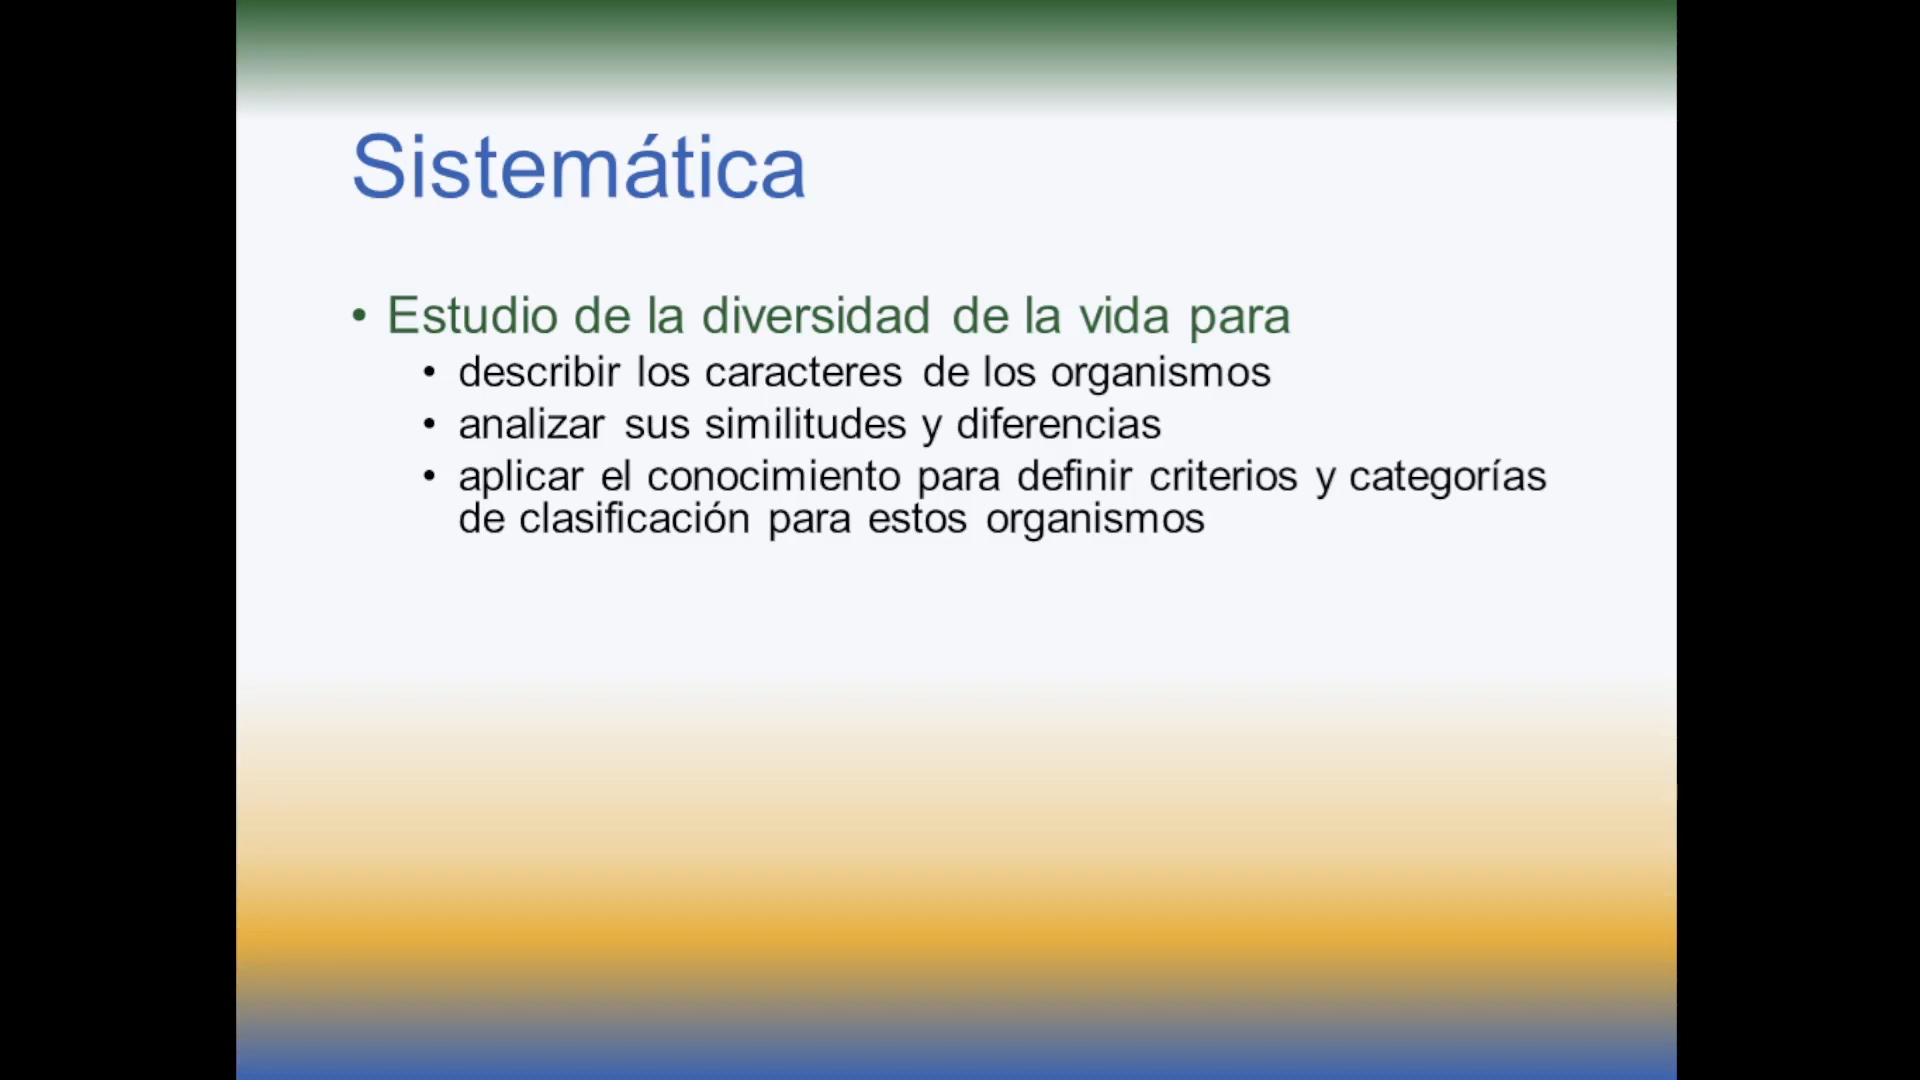 Sistemática
• Estudio de la diversidad de la vida para
• describir los caracteres de los organismos
• analizar sus similitudes y diferencias
• aplicar el conocimiento para definir criterios y categorías
de clasificación para estos organismos